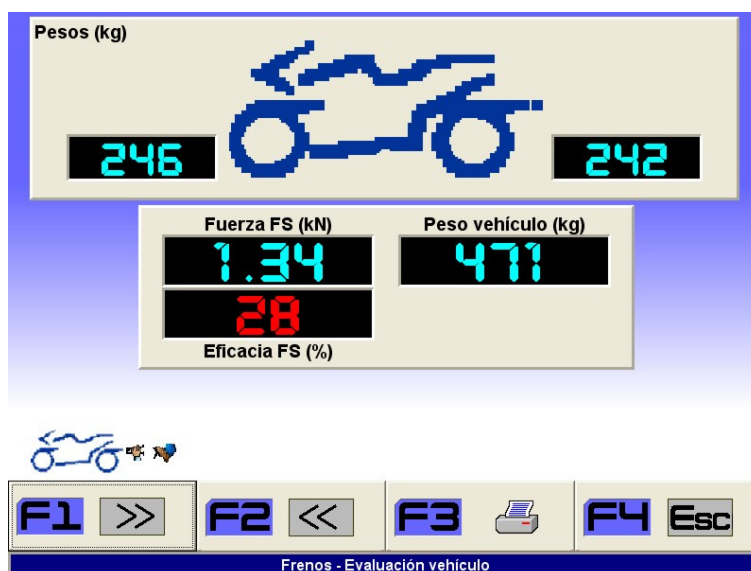 Pesos (kg)
246
242
Fuerza FS (kN)
Peso vehículo (kg)
1.34
471
28
Eficacia FS (%)
F1 >>
F2 <<
F3
F4 Esc
Frenos - Evaluación vehículo